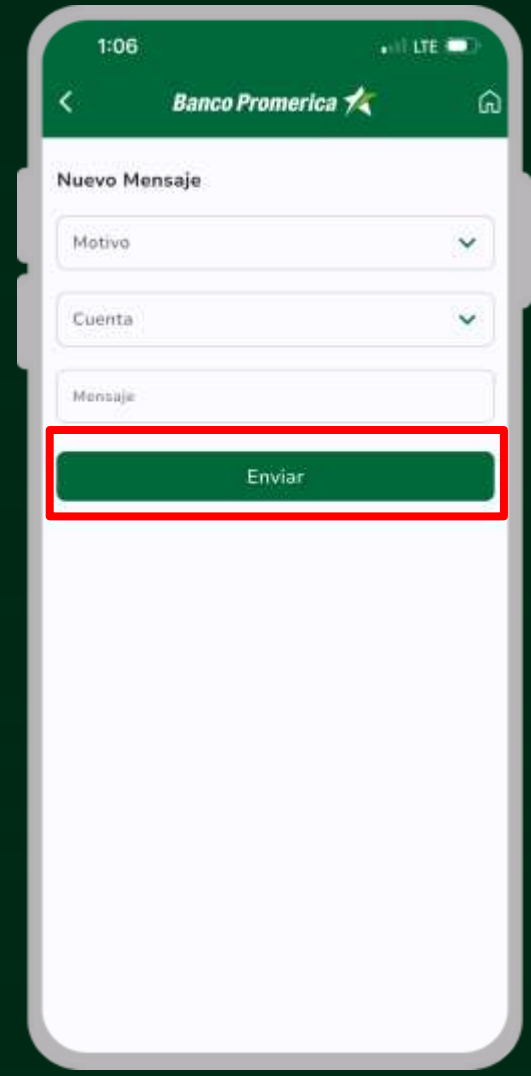 1:06
LTE
Banco Promerica
Nuevo Mensaje
Motivo
Cuenta
Mensaje
Enviar